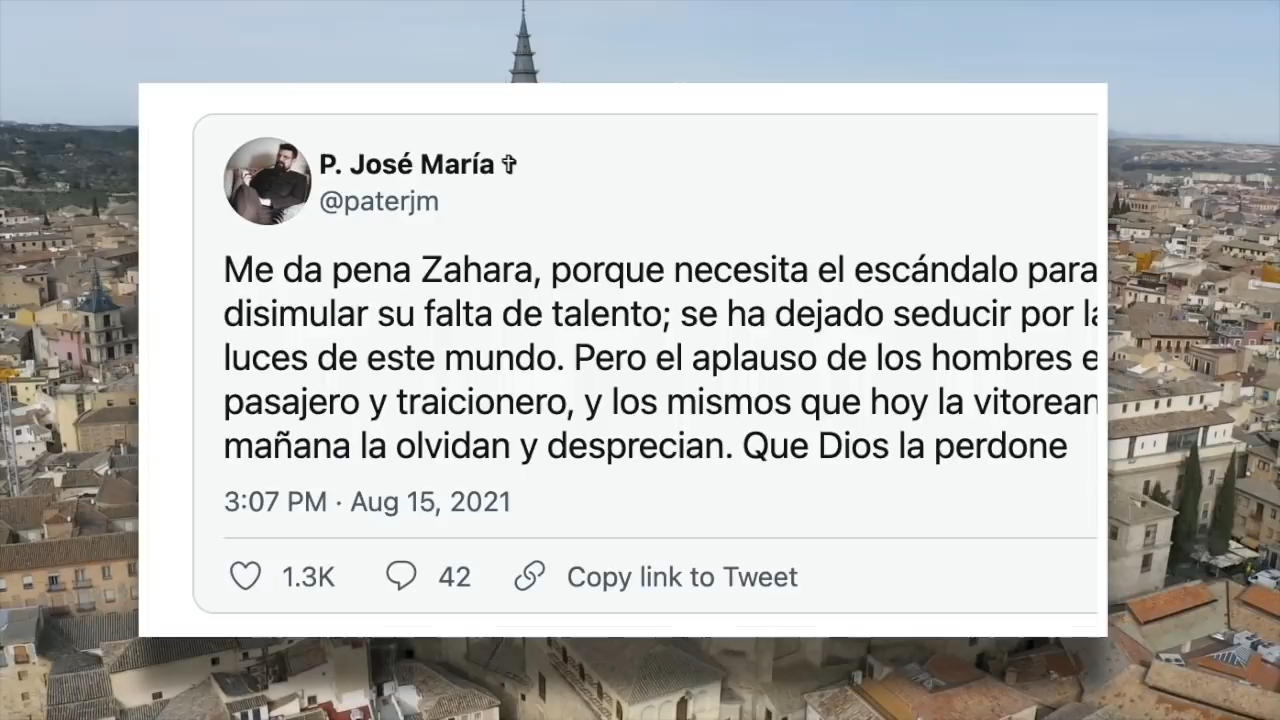 P. José María ✞
@paterjm
Me da pena Zahara, porque necesita el escándalo para
disimular su falta de talento; se ha dejado seducir por
luces de este mundo. Pero el aplauso de los hombres
pasajero y traicionero, y los mismos que hoy la vitorean
mañana la olvidan y desprecian. Que Dios la perdone
3:07 PM · Aug 15, 2021
1.3K 42 Copy link to Tweet